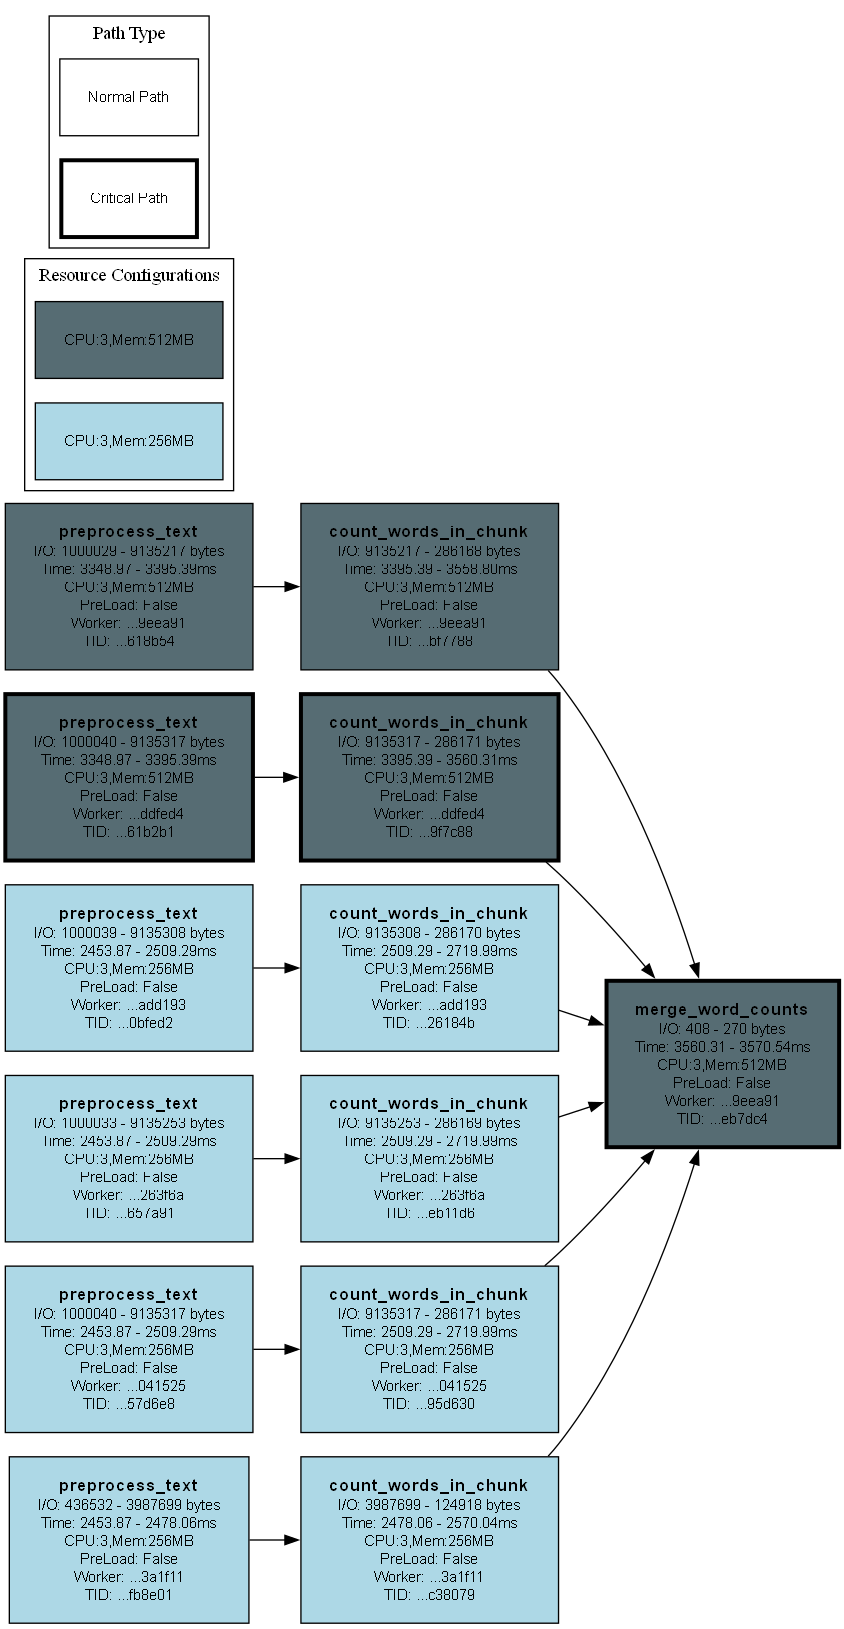 Path Type
Normal Path
Critical Path
Resource Configurations
CPU:3,Mem:512MB
CPU:3,Mem:256MB
preprocess_text
I/O: 1000029 - 9135217 bytes
Time: 3348.97 - 3395.39ms
CPU:3,Mem:512MB
PreLoad: False
Worker: ...9eea91
TID: ...618b54
count_words_in_chunk
I/O: 9135217 - 286168 bytes
Time: 3395.39 - 3558.80ms
CPU:3,Mem:512MB
PreLoad: False
Worker: ...9eea91
TID: ...bf7788
preprocess_text
I/O: 1000040 - 9135317 bytes
Time: 3348.97 - 3395.39ms
CPU:3,Mem:512MB
PreLoad: False
Worker: ...ddfed4
TID: ...61b2b1
count_words_in_chunk
I/O: 9135317 - 286171 bytes
Time: 3395.39 - 3560.31ms
CPU:3,Mem:512MB
PreLoad: False
Worker: ...ddfed4
TID: ...9f7c88
preprocess_text
I/O: 1000039 - 9135308 bytes
Time: 2453.87 - 2509.29ms
CPU:3,Mem:256MB
PreLoad: False
Worker: ...add193
TID: ...0bfed2
count_words_in_chunk
I/O: 9135308 - 286170 bytes
Time: 2509.29 - 2719.99ms
CPU:3,Mem:256MB
PreLoad: False
Worker: ...add193
TID: ...26184b
merge_word_counts
I/O: 408 - 270 bytes
Time: 3560.31 - 3570.54ms
CPU:3,Mem:512MB
PreLoad: False
Worker: ...9eea91
TID: ...eb7dc4
preprocess_text
I/O: 1000033 - 9135253 bytes
Time: 2453.87 - 2509.29ms
CPU:3,Mem:256MB
PreLoad: False
Worker: ...263f6a
TID: ...657a91
count_words_in_chunk
I/O: 9135253 - 286169 bytes
Time: 2509.29 - 2719.99ms
CPU:3,Mem:256MB
PreLoad: False
Worker: ...263f6a
TID: ...eb11d6
preprocess_text
I/O: 1000040 - 9135317 bytes
Time: 2453.87 - 2509.29ms
CPU:3,Mem:256MB
PreLoad: False
Worker: ...041525
TID: ...57d6e8
count_words_in_chunk
I/O: 9135317 - 286171 bytes
Time: 2509.29 - 2719.99ms
CPU:3,Mem:256MB
PreLoad: False
Worker: ...041525
TID: ...95d630
preprocess_text
I/O: 436532 - 3987699 bytes
Time: 2453.87 - 2478.06ms
CPU:3,Mem:256MB
PreLoad: False
Worker: ...3a1f11
TID: ...fb8e01
count_words_in_chunk
I/O: 3987699 - 124918 bytes
Time: 2478.06 - 2570.04ms
CPU:3,Mem:256MB
PreLoad: False
Worker: ...3a1f11
TID: ...c38079